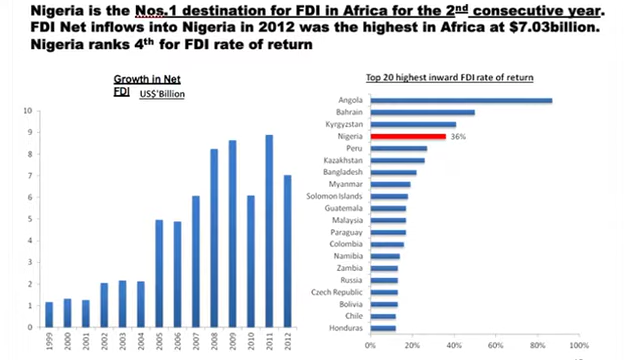 Nigeria is the Nos.1 destination for FDI in Africa for the 2nd consecutive year.
FDI Net inflows into Nigeria in 2012 was the highest in Africa at $7.03billion.
Nigeria ranks 4th for FDI rate of return
Growth in Net
FDI US$'Billion
10
9
8
7
6
5
4
3
2
1
0
1999 2000 2001 2002 2003 2004 2005 2006 2007 2008 2009 2010 2011 2012
Top 20 highest inward FDI rate of return
Angola
Bahrain
Kyrgyzstan
Nigeria 36%
Peru
Kazakhstan
Bangladesh
Myanmar
Solomon Islands
Guatemala
Malaysia
Paraguay
Colombia
Namibia
Zambia
Russia
Czech Republic
Bolivia
Chile
Honduras
0% 20% 40% 60% 80% 100%